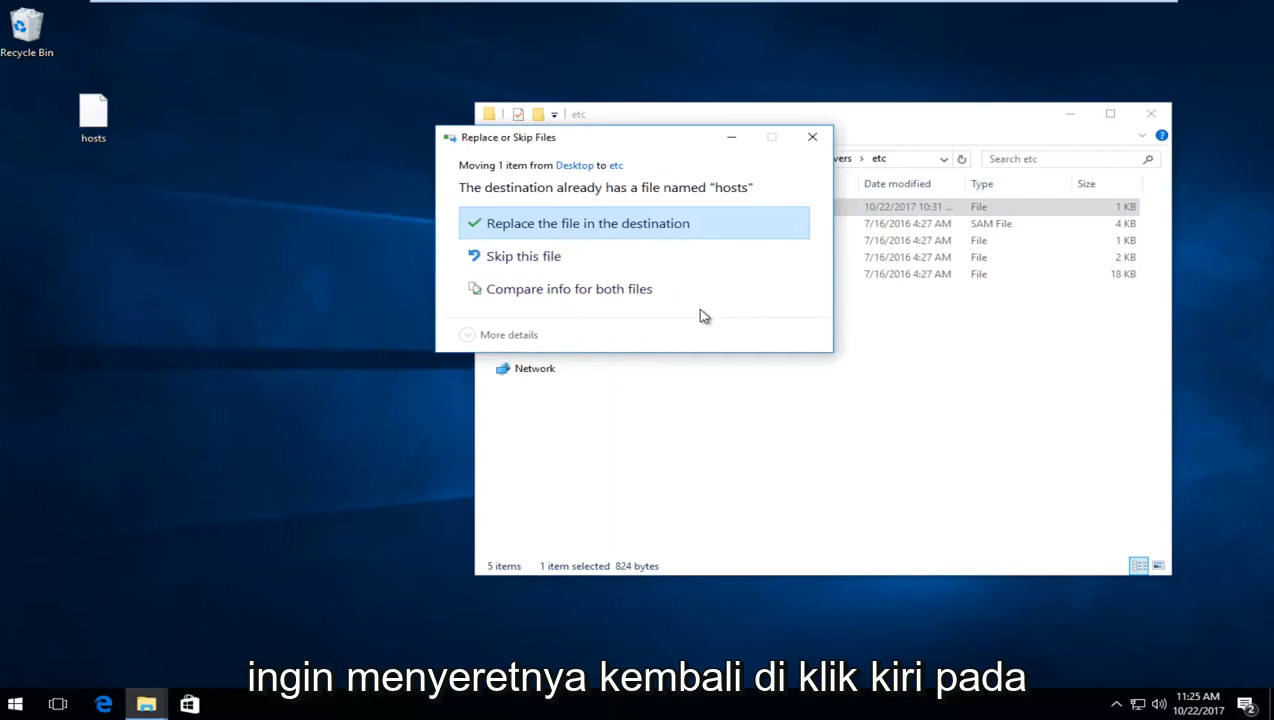 Recycle Bin
hosts
etc
Replace or Skip Files
Moving 1 item from Desktop to etc
The destination already has a file named "hosts"
Replace the file in the destination
Skip this file
Compare info for both files
More details
vers > etc
Search etc
Date modified Type Size
10/22/2017 10:31 ... File 1 KB
7/16/2016 4:27 AM SAM File 4 KB
7/16/2016 4:27 AM File 1 KB
7/16/2016 4:27 AM File 2 KB
7/16/2016 4:27 AM File 18 KB
Network
5 items 1 item selected 824 bytes
ingin menyeretnya kembali di klik kiri pada
11:25 AM
10/22/2017
2